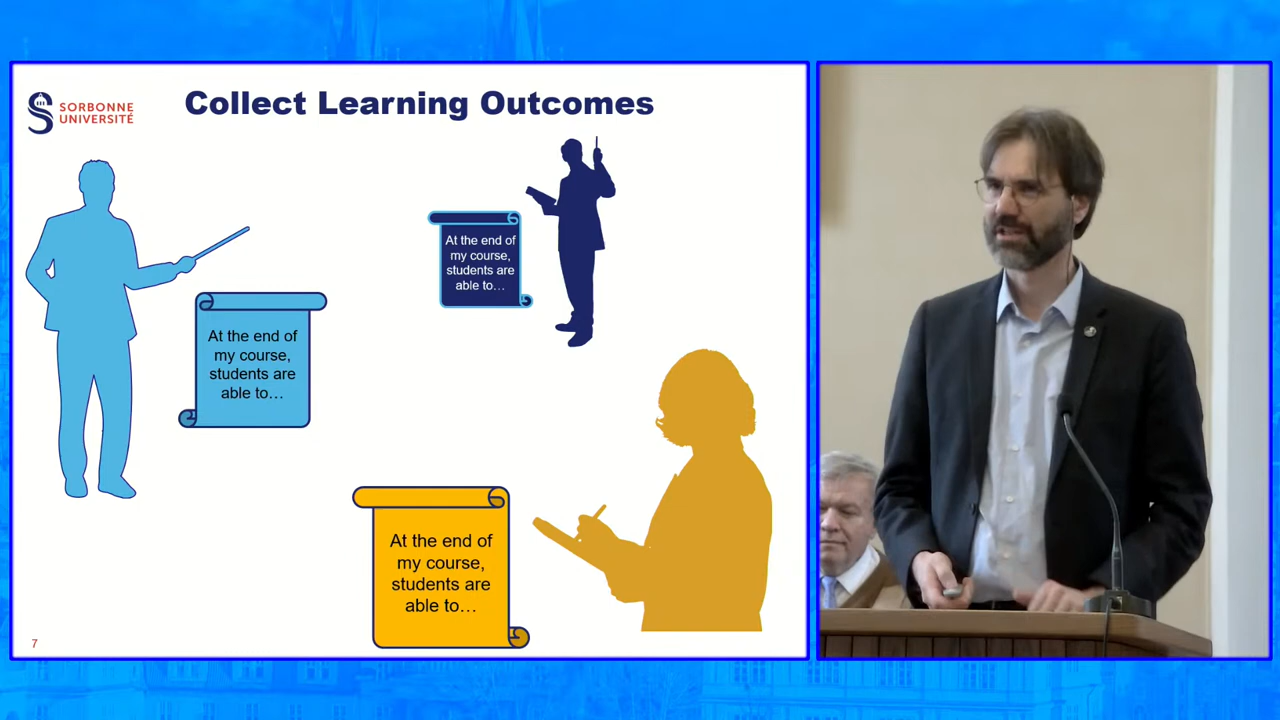 SORBONNE
UNIVERSITÉ
Collect Learning Outcomes
At the end of
my course,
students are
able to…
At the end of
my course,
students are
able to…
At the end of
my course,
students are
able to…
7